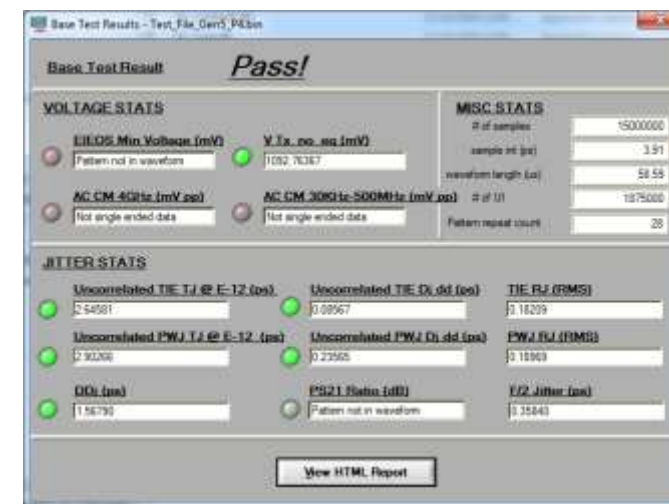 Base Test Results - Test_File_Gen5_P4.bin
Base Test Result
Pass!
VOLTAGE STATS
EIEOS Min Voltage (mV)
Pattern not in waveform
V Tx no eq (mV)
1092.76367
AC CM 4GHz (mV pp)
Not single ended data
AC CM 30KHz-500MHz (mV pp)
Not single ended data
MISC STATS
# of samples
15000000
sample int (ps)
3.91
waveform length (us)
58.59
# of UI
1875000
Pattern repeat count
28
JITTER STATS
Uncorrelated TIE TJ @ E-12 (ps)
2.64581
Uncorrelated TIE Dj dd (ps)
0.08567
TIE RJ (RMS)
0.18209
Uncorrelated PWJ TJ @ E-12 (ps)
2.90266
Uncorrelated PWJ Dj dd (ps)
0.23565
PWJ RJ (RMS)
0.18969
DDj (ps)
1.56790
PS21 Ratio (dB)
Pattern not in waveform
F/2 Jitter (ps)
0.35840
View HTML Report